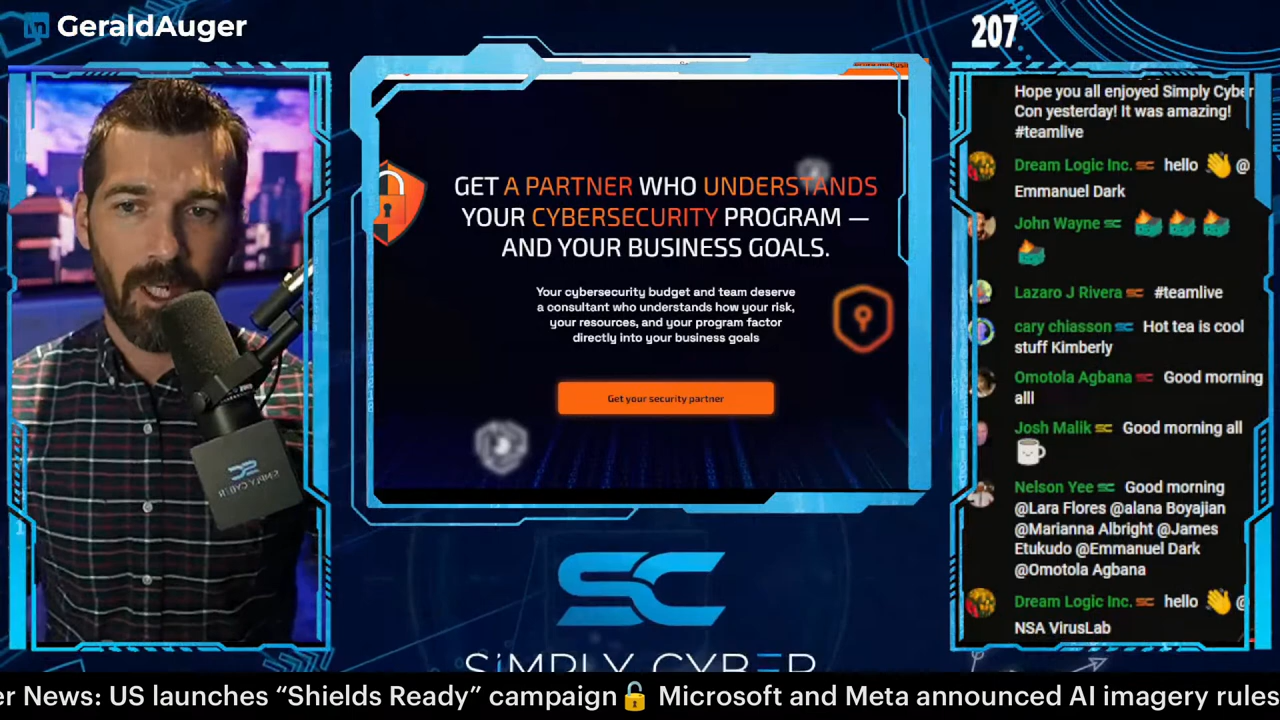 GeraldAuger
207
GET A PARTNER WHO UNDERSTANDS
YOUR CYBERSECURITY PROGRAM —
AND YOUR BUSINESS GOALS.
Your cybersecurity budget and team deserve
a consultant who understands how your risk,
your resources, and your program factor
directly into your business goals
Get your security partner
SC
SIMPLY CYBER
Hope you all enjoyed Simply Cyber
Con yesterday! It was amazing!
#teamlive
Dream Logic Inc. hello 👋 @
Emmanuel Dark
John Wayne
Lazaro J Rivera #teamlive
cary chiasson Hot tea is cool
stuff Kimberly
Omotola Agbana Good morning
alll
Josh Malik Good morning all
Nelson Yee Good morning
@Lara Flores @alana Boyajian
@Marianna Albright @James
Etukudo @Emmanuel Dark
@Omotola Agbana
Dream Logic Inc. hello 👋 @
NSA VirusLab
er News: US launches “Shields Ready” campaign🔓 Microsoft and Meta announced AI imagery rules